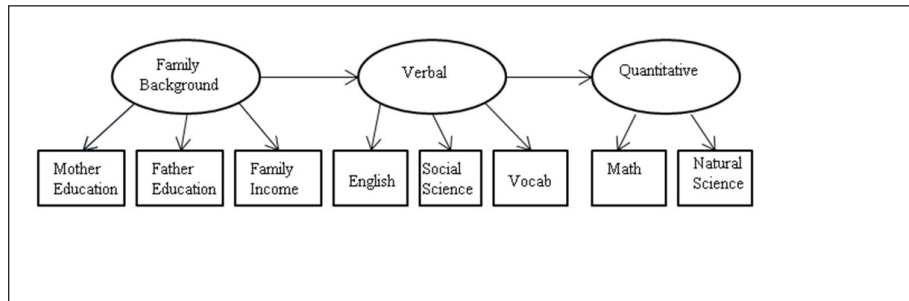 Family
Background
Verbal
Quantitative
Mother
Education
Father
Education
Family
Income
English
Social
Science
Vocab
Math
Natural
Science